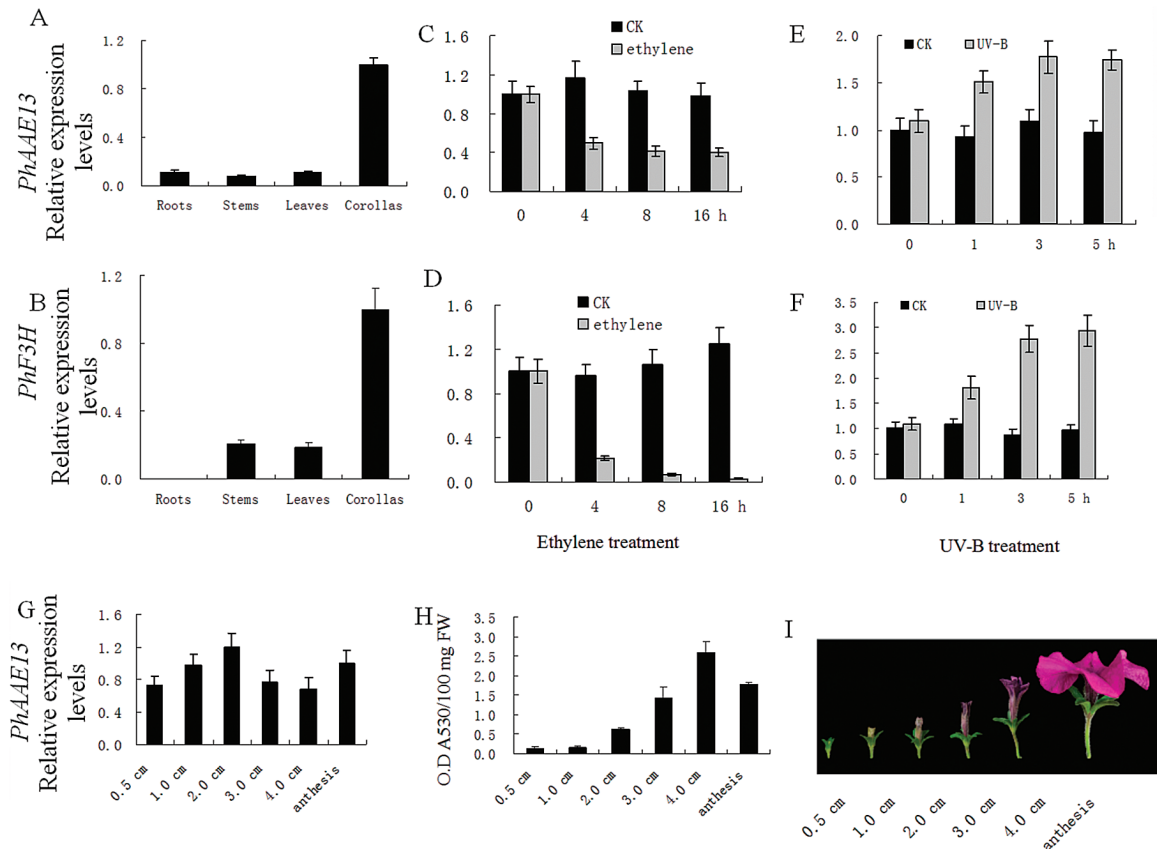 A
PhAAE13
Relative expression
levels
1.2
0.8
0.4
0.0
Roots Stems Leaves Corollas
B
PhF3H
Relative expression
levels
1.2
0.8
0.4
0.0
Roots Stems Leaves Corollas
C
CK
ethylene
1.6
1.2
0.8
0.4
0.0
0 4 8 16 h
D
CK
ethylene
1.6
1.2
0.8
0.4
0.0
0 4 8 16 h
Ethylene treatment
E
CK UV-B
2.0
1.5
1.0
0.5
0.0
0 1 3 5 h
F
CK UV-B
3.5
3.0
2.5
2.0
1.5
1.0
0.5
0.0
0 1 3 5 h
UV-B treatment
G
PhAAE13
Relative expression
levels
1.6
1.2
0.8
0.4
0.0
0.5 cm 1.0 cm 2.0 cm 3.0 cm 4.0 cm anthesis
H
O.D A530/100 mg FW
3.5
3.0
2.5
2.0
1.5
1.0
0.5
0.0
0.5 cm 1.0 cm 2.0 cm 3.0 cm 4.0 cm anthesis
I
0.5 cm 1.0 cm 2.0 cm 3.0 cm 4.0 cm anthesis